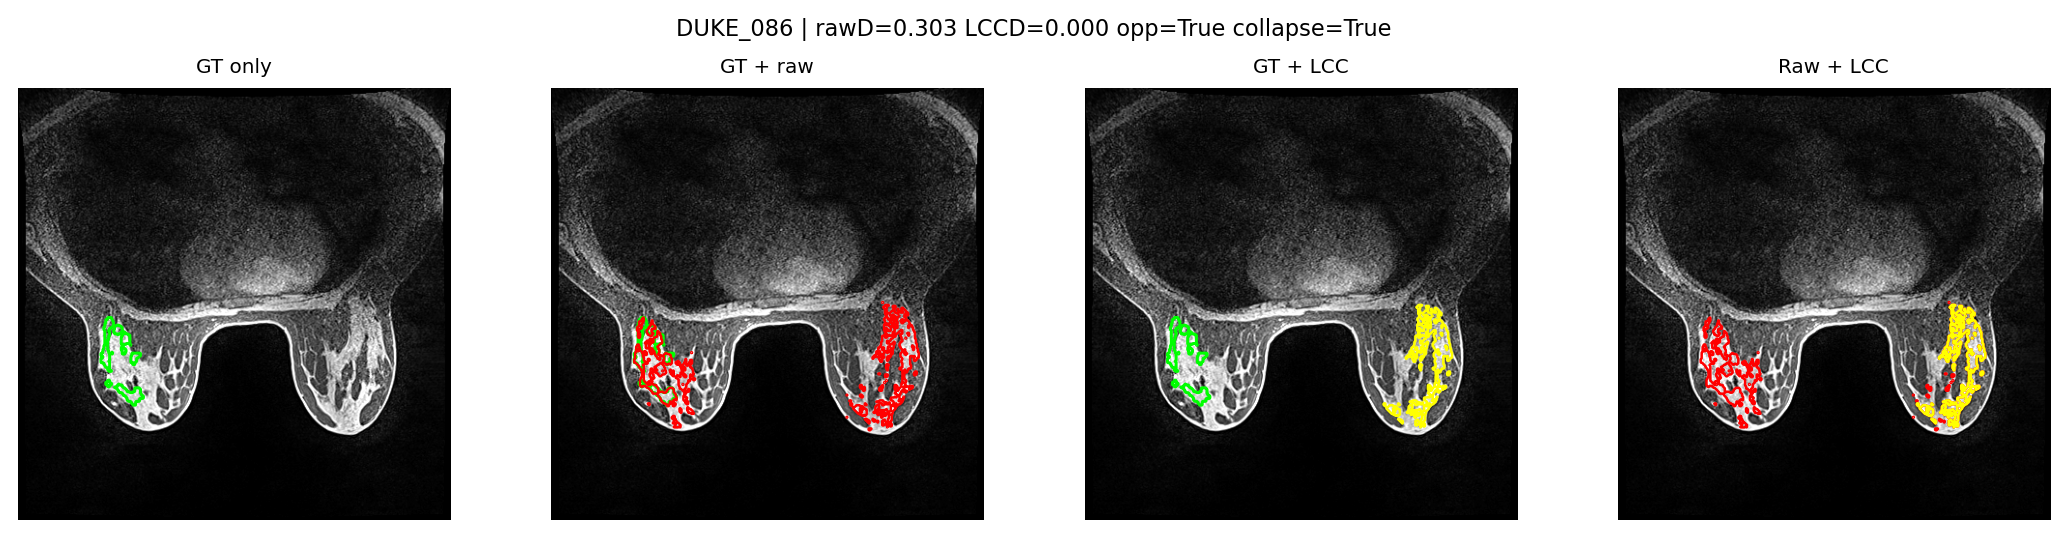 DUKE_086 | rawD=0.303 LCCD=0.000 opp=True collapse=True
GT only
GT + raw
GT + LCC
Raw + LCC